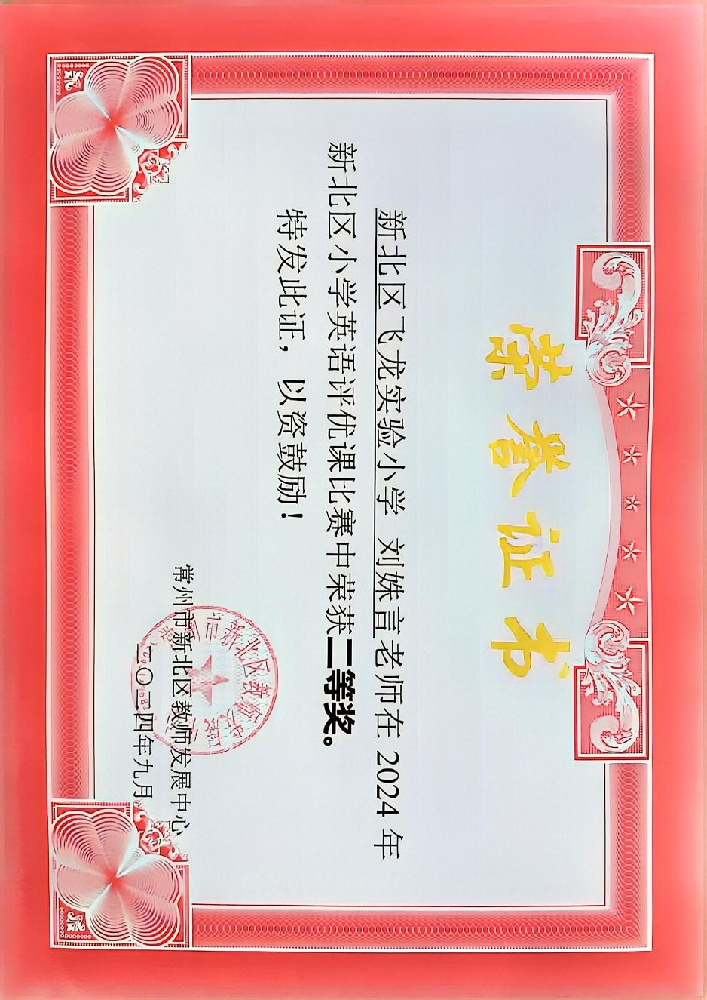 荣誉证书
新北区飞龙实验小学 刘姝言老师在 2024 年
新北区小学英语评优课比赛中荣获二等奖。
特发此证，以资鼓励！
常州市新北区教师发展中心
二〇二四年九月